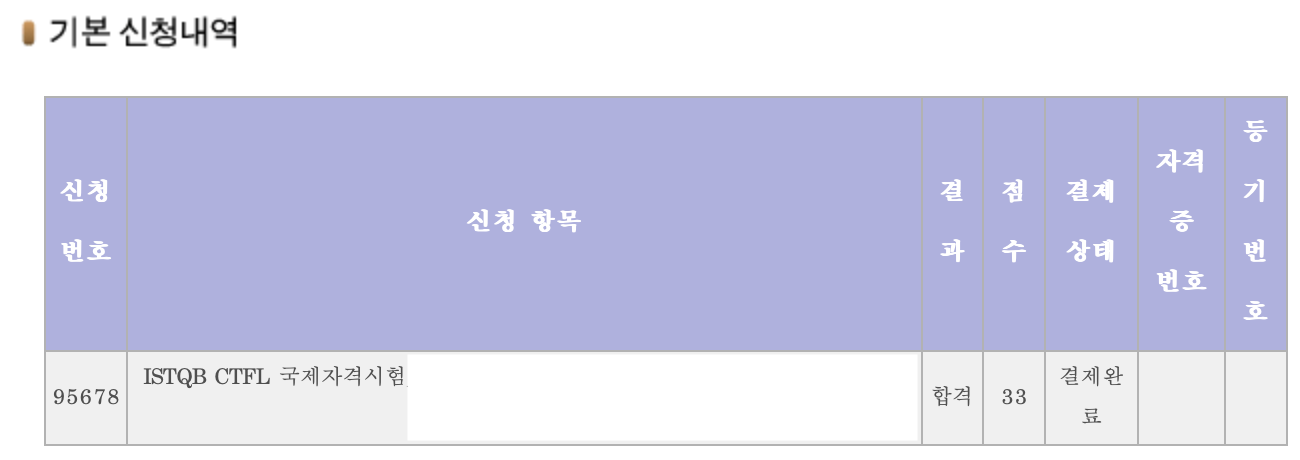 기본 신청내역
신청
번호
신청 항목
결
과
점
수
결제
상태
자격
증
번호
등
기
번
호
95678
ISTQB CTFL 국제자격시험
합격
33
결제완
료